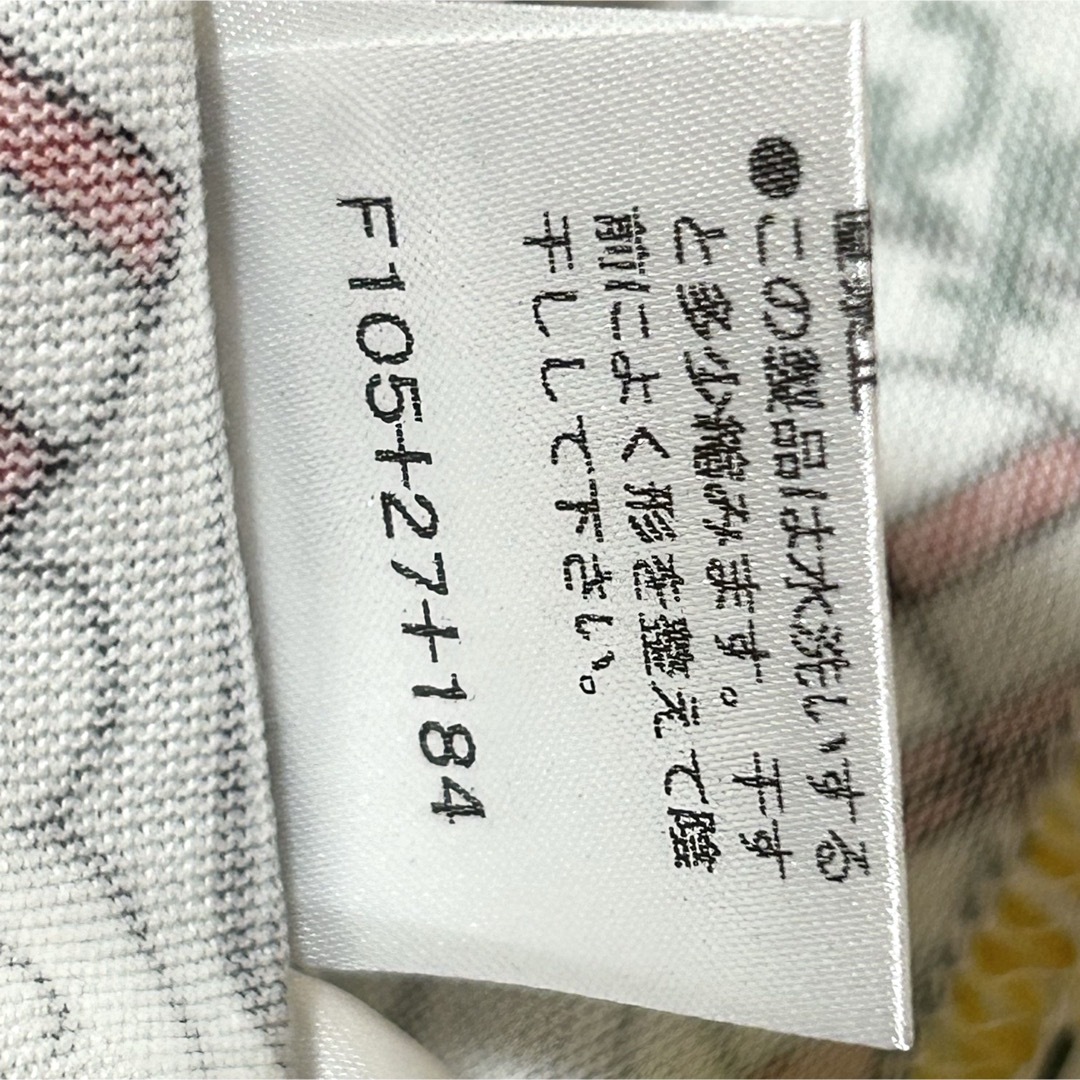 ●この製品は水洗いする
と多少縮みます。干す
前によく形を整えて陰
干しして下さい。
F105+27+184